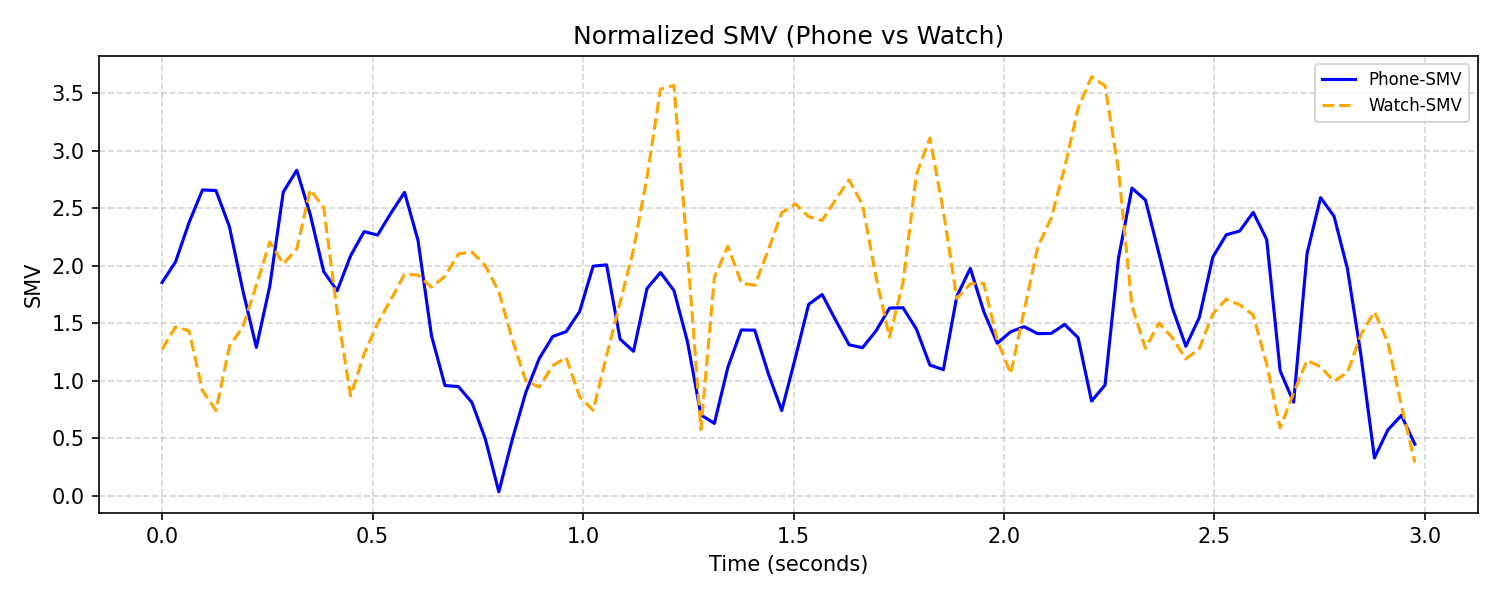 Normalized SMV (Phone vs Watch)
Phone-SMV
Watch-SMV
SMV
3.5
3.0
2.5
2.0
1.5
1.0
0.5
0.0
0.0 0.5 1.0 1.5 2.0 2.5 3.0
Time (seconds)